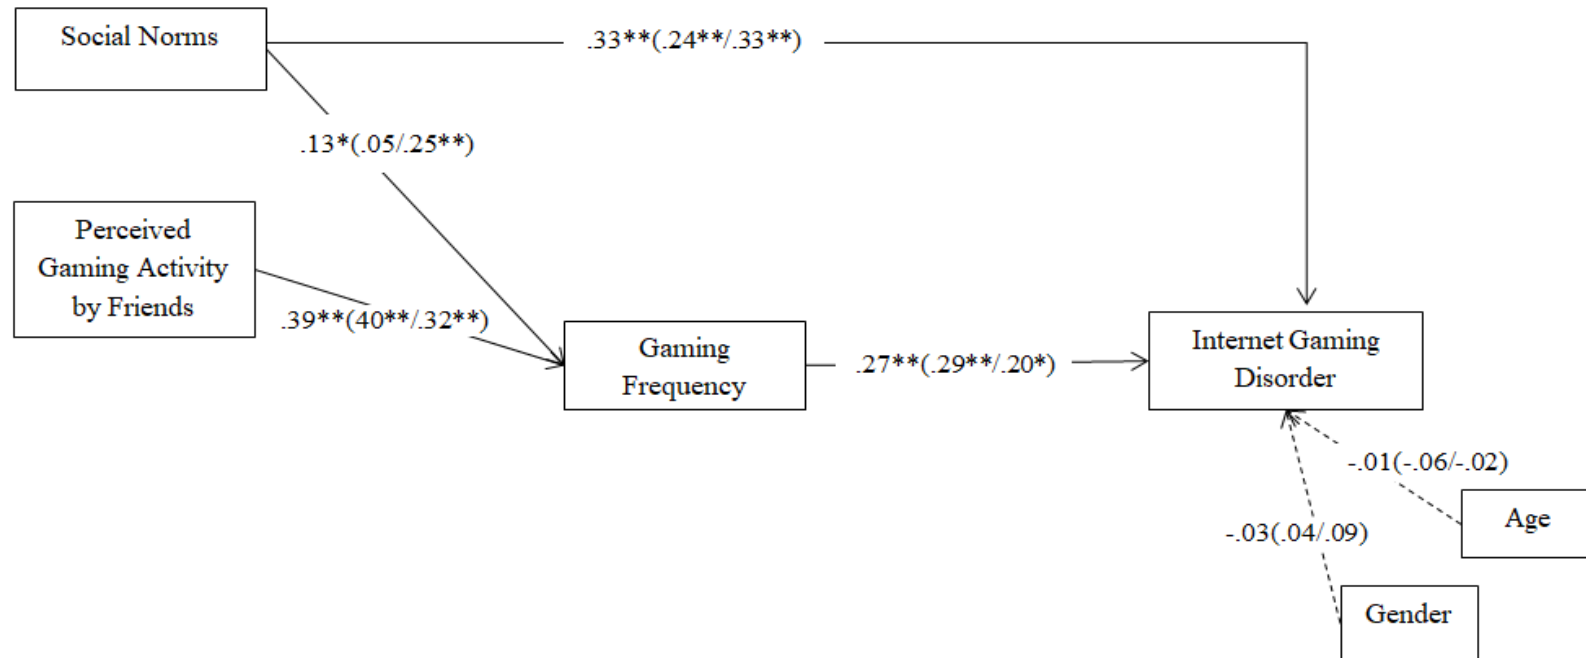 Social Norms
.33**(.24**/.33**)
.13*(.05/.25**)
Perceived
Gaming Activity
by Friends
.39**(40**/.32**)
Gaming
Frequency
.27**(.29**/.20*)
Internet Gaming
Disorder
-.01(-.06/-.02)
Age
-.03(.04/.09)
Gender